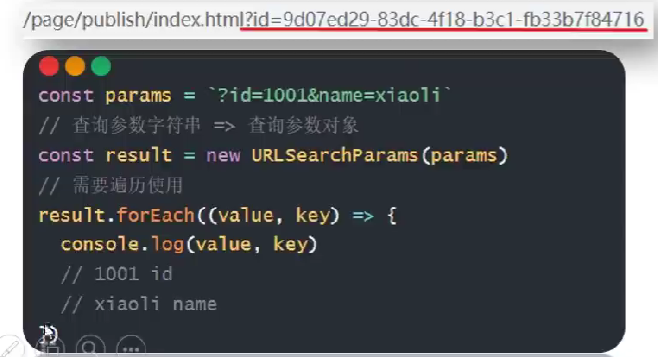 /page/publish/index.html?id=9d07ed29-83dc-4f18-b3c1-fb33b7f84716
const params = `?id=1001&name=xiaoli`
// 查询参数字符串 => 查询参数对象
const result = new URLSearchParams(params)
// 需要遍历使用
result.forEach((value, key) => {
console.log(value, key)
// 1001 id
// xiaoli name
})